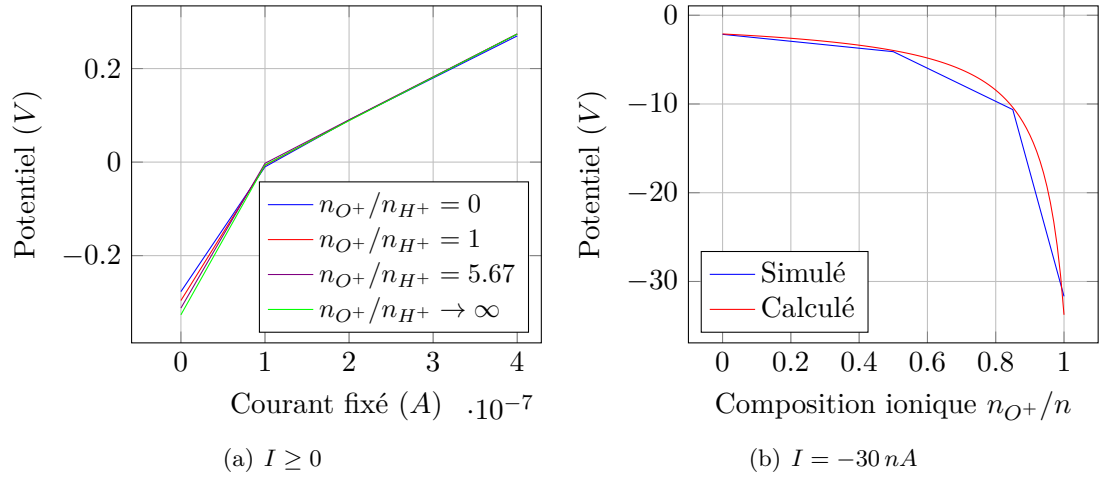 0.2
0
−0.2
Potentiel (V)
0 1 2 3 4
Courant fixé (A) ·10⁻⁷
n_{O⁺}/n_{H⁺} = 0
n_{O⁺}/n_{H⁺} = 1
n_{O⁺}/n_{H⁺} = 5.67
n_{O⁺}/n_{H⁺} → ∞
(a) I ≥ 0
−0
−10
−20
−30
Potentiel (V)
0 0.2 0.4 0.6 0.8 1
Composition ionique n_{O⁺}/n
Simulé
Calculé
(b) I = −30 nA